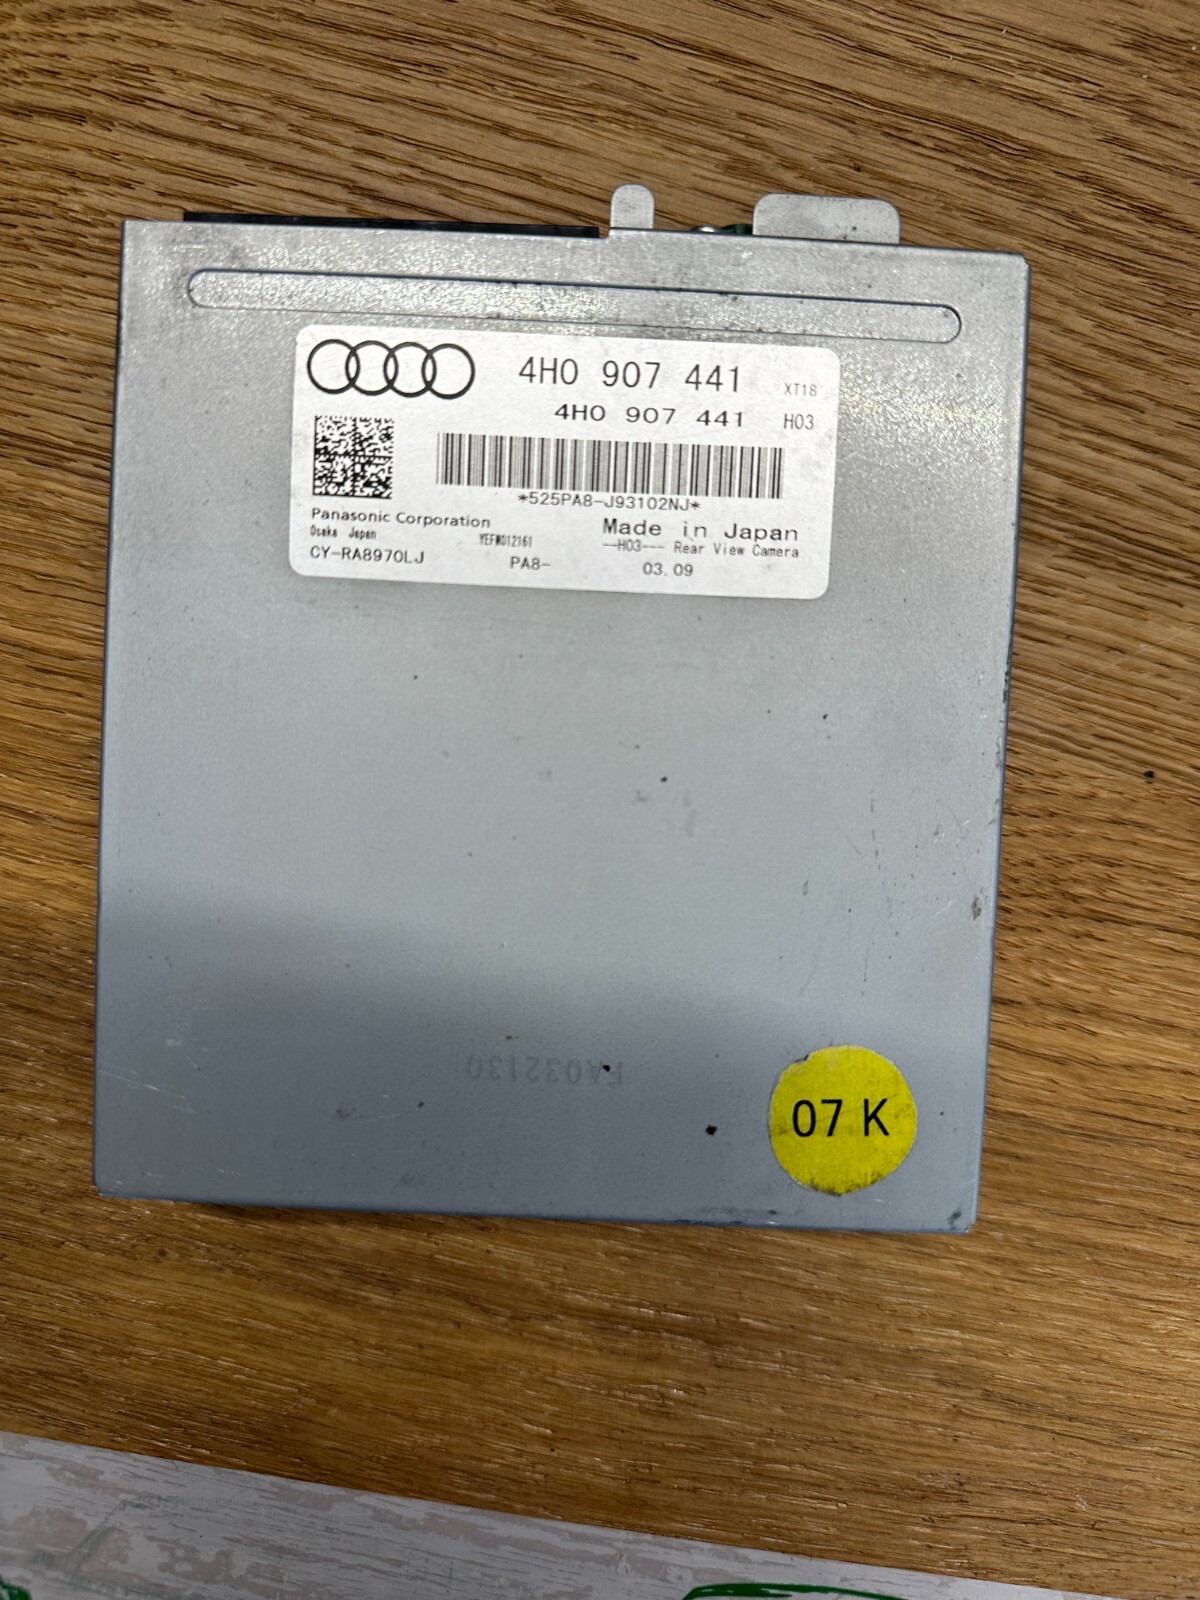 4H0 907 441 XT18
4H0 907 441 H03
*525PA8-J93102NJ*
Panasonic Corporation
Made in Japan
Osaka Japan
YEFM012161
--H03--- Rear View Camera
CY-RA8970LJ
PA8-
03.09
FA032130
07 K